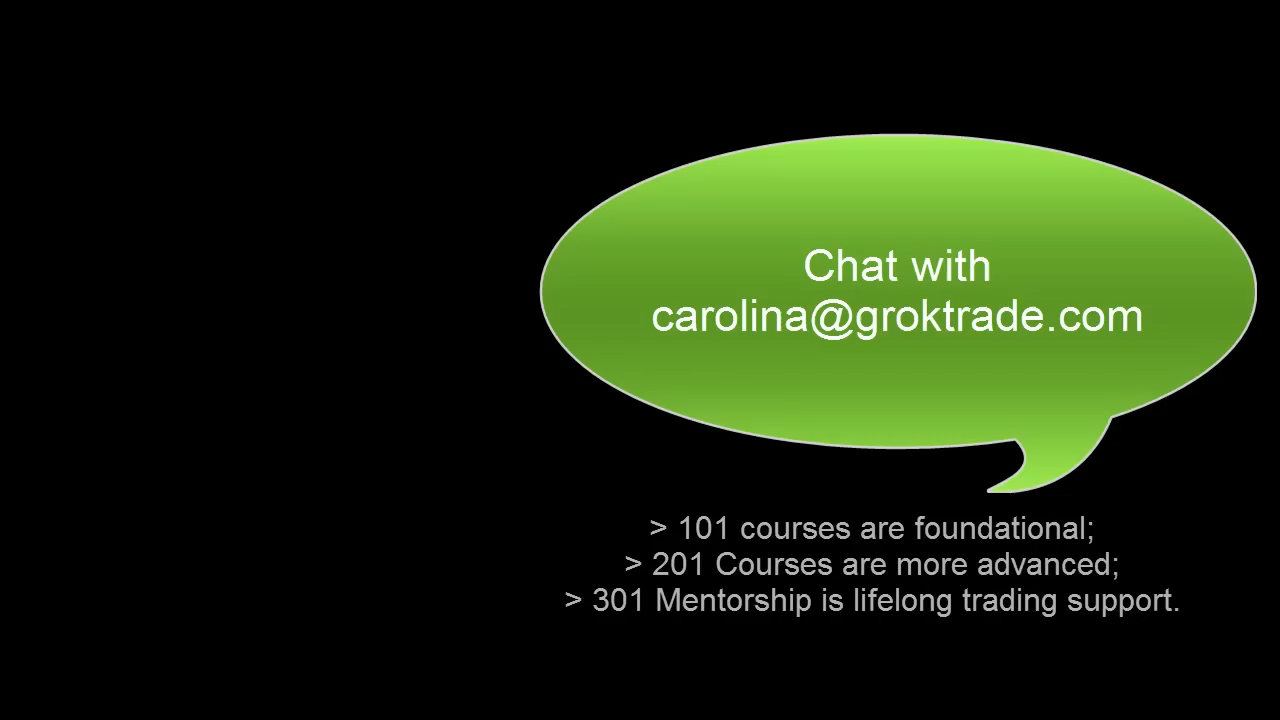 Chat with
carolina@groktrade.com
> 101 courses are foundational;
> 201 Courses are more advanced;
> 301 Mentorship is lifelong trading support.